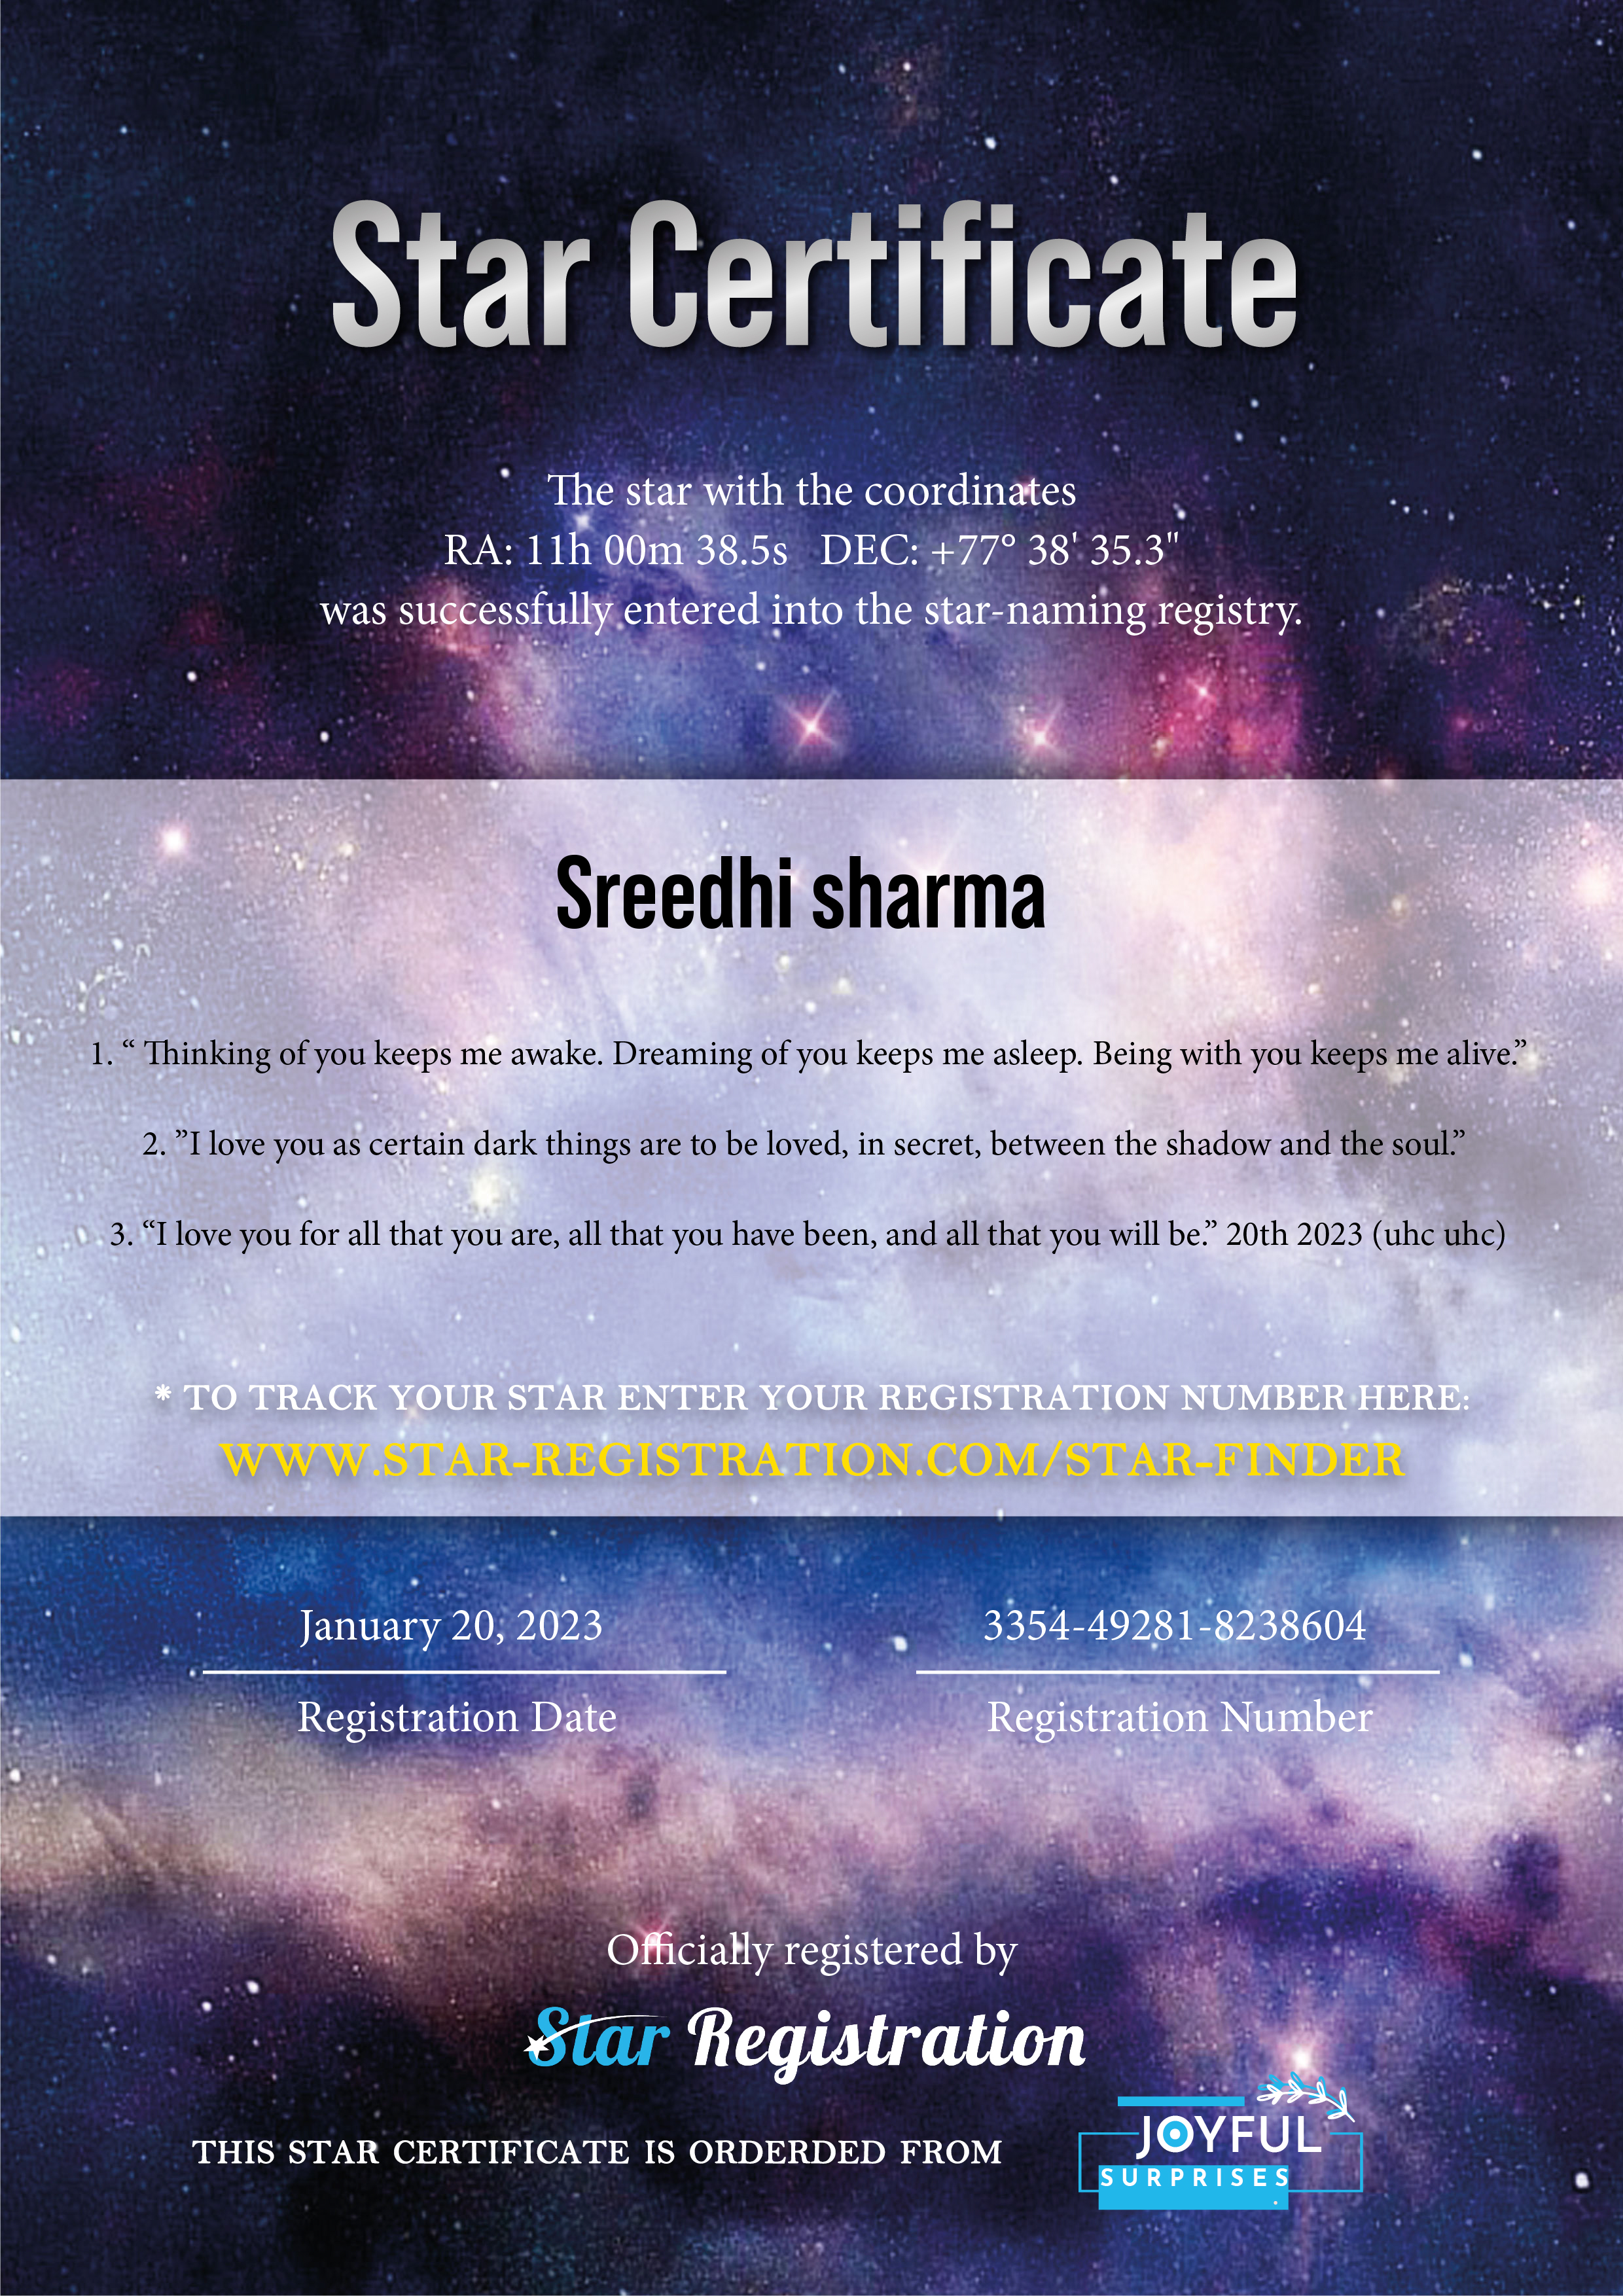 Star Certificate
The star with the coordinates
RA: 11h 00m 38.5s DEC: +77° 38' 35.3"
was successfully entered into the star-naming registry.
Sreedhi sharma
1. “ Thinking of you keeps me awake. Dreaming of you keeps me asleep. Being with you keeps me alive.”
2. ”I love you as certain dark things are to be loved, in secret, between the shadow and the soul.”
3. “I love you for all that you are, all that you have been, and all that you will be.” 20th 2023 (uhc uhc)
* TO TRACK YOUR STAR ENTER YOUR REGISTRATION NUMBER HERE:
WWW.STAR-REGISTRATION.COM/STAR-FINDER
January 20, 2023
3354-49281-8238604
Registration Date
Registration Number
Officially registered by
Star Registration
THIS STAR CERTIFICATE IS ORDERDED FROM
JOYFUL
SURPRISES